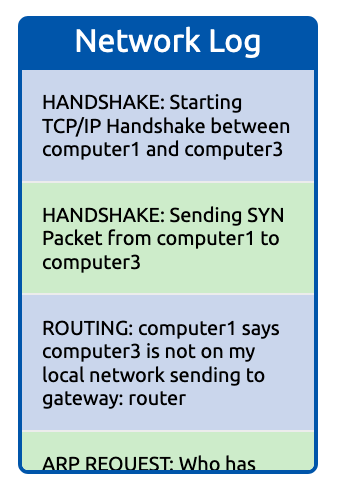 Network Log
HANDSHAKE: Starting
TCP/IP Handshake between
computer1 and computer3
HANDSHAKE: Sending SYN
Packet from computer1 to
computer3
ROUTING: computer1 says
computer3 is not on my
local network sending to
gateway: router
ARP REQUEST: Who has